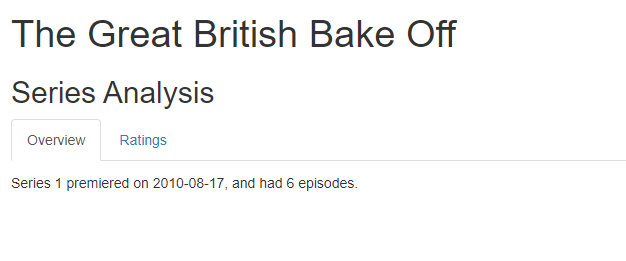 The Great British Bake Off
Series Analysis
Overview Ratings
Series 1 premiered on 2010-08-17, and had 6 episodes.